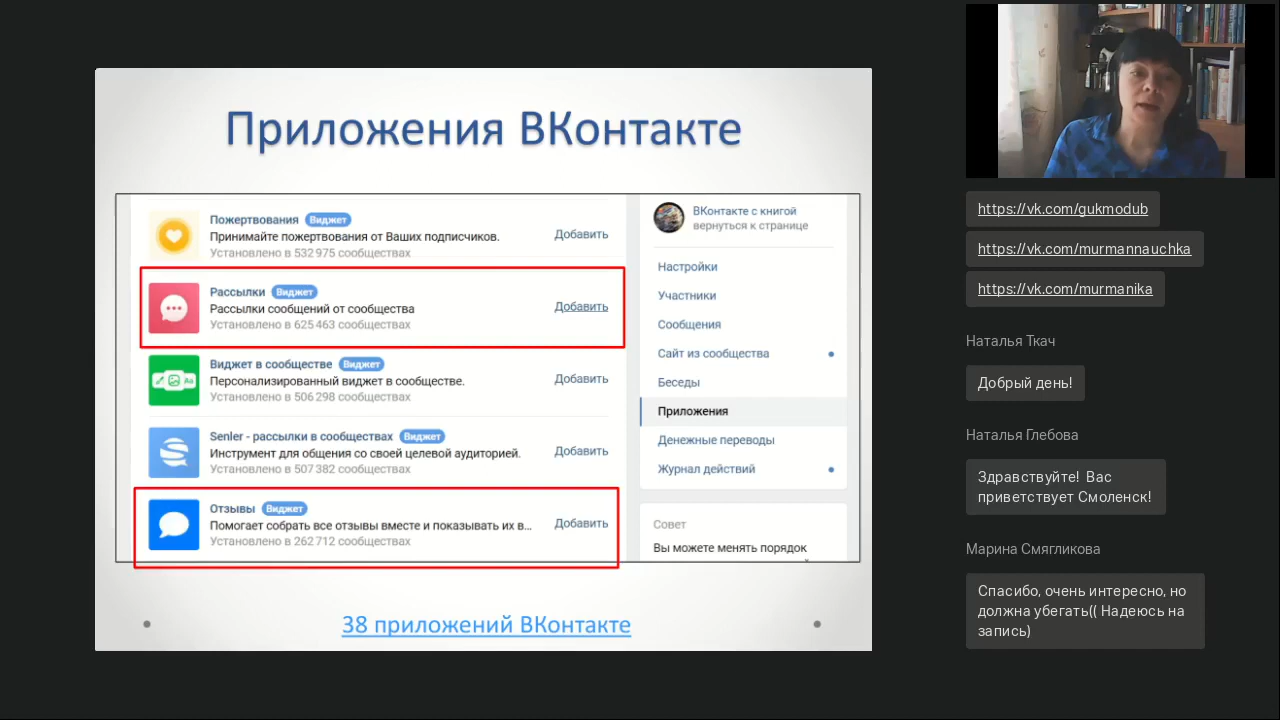 Приложения ВКонтакте
Пожертвования Виджет
Принимайте пожертвования от Ваших подписчиков.
Установлено в 532 975 сообществах
Добавить
Рассылки Виджет
Рассылки сообщений от сообщества
Установлено в 625 463 сообществах
Добавить
Виджет в сообществе Виджет
Персонализированный виджет в сообществе.
Установлено в 506 298 сообществах
Добавить
Senler - рассылки в сообществах Виджет
Инструмент для общения со своей целевой аудиторией.
Установлено в 507 382 сообществах
Добавить
Отзывы Виджет
Помогает собрать все отзывы вместе и показывать их в...
Установлено в 262 712 сообществах
Добавить
ВКонтакте с книгой
вернуться к странице
Настройки
Участники
Сообщения
Сайт из сообщества
Беседы
Приложения
Денежные переводы
Журнал действий
Совет
Вы можете менять порядок
38 приложений ВКонтакте
https://vk.com/gukmodub
https://vk.com/murmannauchka
https://vk.com/murmanika
Наталья Ткач
Добрый день!
Наталья Глебова
Здравствуйте! Вас
приветствует Смоленск!
Марина Смягликова
Спасибо, очень интересно, но
должна убегать(( Надеюсь на
запись)